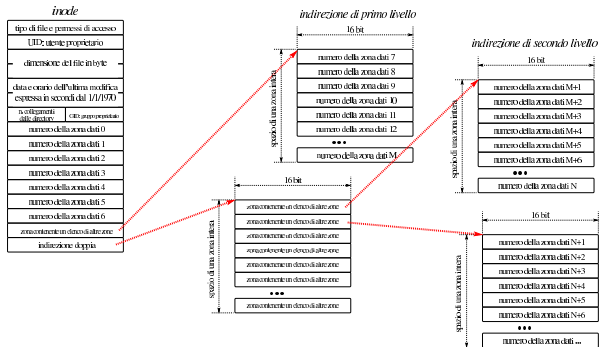 inode
tipo di file e permessi di accesso
UID: utente proprietario
dimensione del file in byte
data e orario dell'ultima modifica
espressa in secondi dal 1/1/1970
n. collegamenti
dalle directory
GID: gruppo proprietario
numero della zona dati 0
numero della zona dati 1
numero della zona dati 2
numero della zona dati 3
numero della zona dati 4
numero della zona dati 5
numero della zona dati 6
zona contenente un elenco di altre zone
indirezione doppia
indirezione di primo livello
16 bit
spazio di una zona intera
numero della zona dati 7
numero della zona dati 8
numero della zona dati 9
numero della zona dati 10
numero della zona dati 11
numero della zona dati 12
numero della zona dati M
16 bit
spazio di una zona intera
zona contenente un elenco di altre zone
zona contenente un elenco di altre zone
zona contenente un elenco di altre zone
zona contenente un elenco di altre zone
zona contenente un elenco di altre zone
zona contenente un elenco di altre zone
zona contenente un elenco di altre zone
indirezione di secondo livello
16 bit
spazio di una zona intera
numero della zona dati M+1
numero della zona dati M+2
numero della zona dati M+3
numero della zona dati M+4
numero della zona dati M+5
numero della zona dati M+6
numero della zona dati N
16 bit
spazio di una zona intera
numero della zona dati N+1
numero della zona dati N+2
numero della zona dati N+3
numero della zona dati N+4
numero della zona dati N+5
numero della zona dati N+6
numero della zona dati ...